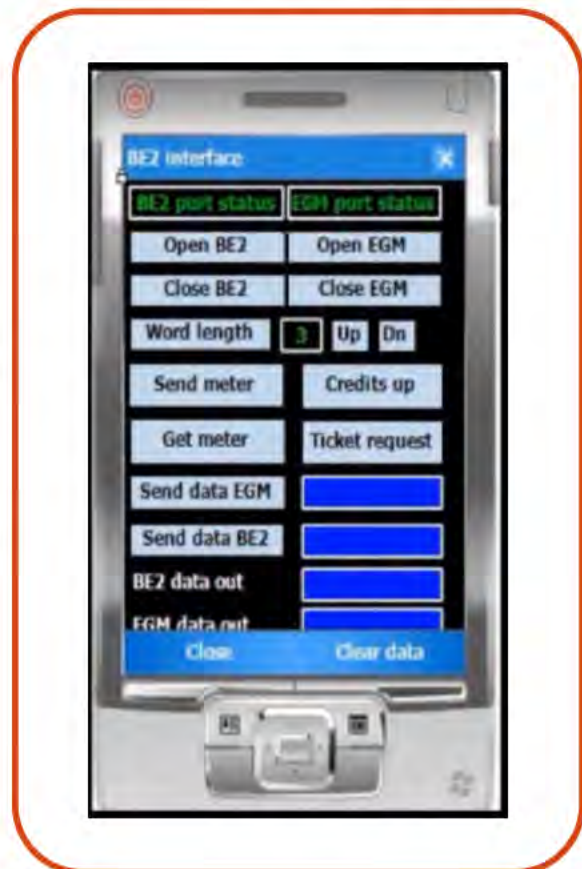 BE2 interface
BE2 port status EGM port status
Open BE2 Open EGM
Close BE2 Close EGM
Word length 3 Up Dn
Send meter Credits up
Get meter Ticket request
Send data EGM
Send data BE2
BE2 data out
EGM data out
Close Clear data